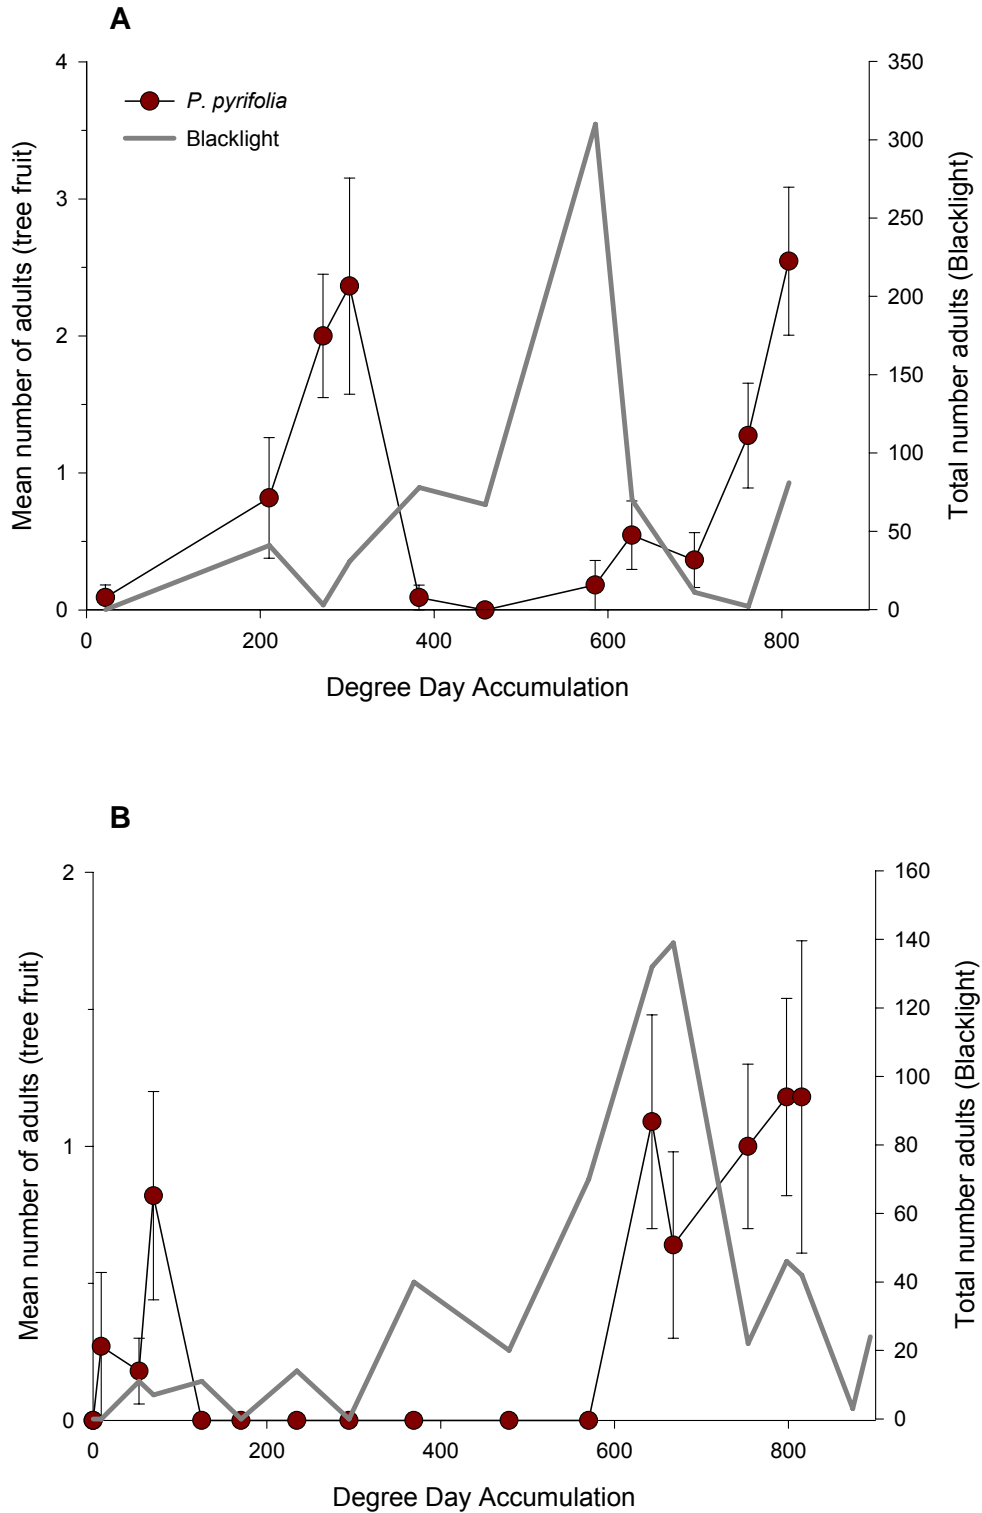 A
4
3
2
1
0
Mean number of adults (tree fruit)
P. pyrifolia
Blacklight
350
300
250
200
150
100
50
0
Total number adults (Blacklight)
0 200 400 600 800
Degree Day Accumulation
B
2
1
0
Mean number of adults (tree fruit)
160
140
120
100
80
60
40
20
0
Total number adults (Blacklight)
0 200 400 600 800
Degree Day Accumulation